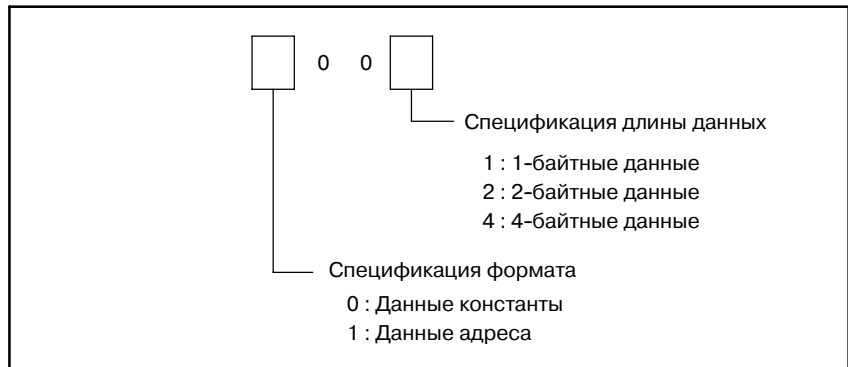 0 0
Спецификация длины данных
1 : 1-байтные данные
2 : 2-байтные данные
4 : 4-байтные данные
Спецификация формата
0 : Данные константы
1 : Данные адреса